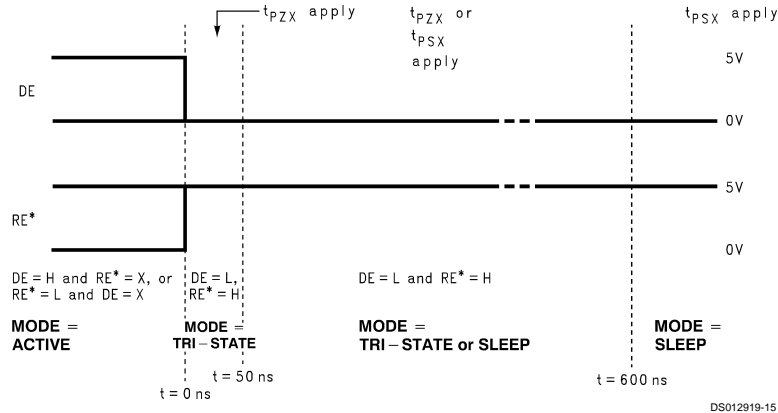 tPZX apply
tPZX or
tPSX
apply
tPSX apply
5V
DE
0V
5V
RE*
0V
DE = H and RE* = X, or
RE* = L and DE = X
DE = L,
RE* = H
DE = L and RE* = H
MODE =
ACTIVE
MODE =
TRI–STATE
MODE =
TRI–STATE or SLEEP
MODE =
SLEEP
t = 50 ns
t = 0 ns
t = 600 ns
DS012919-15